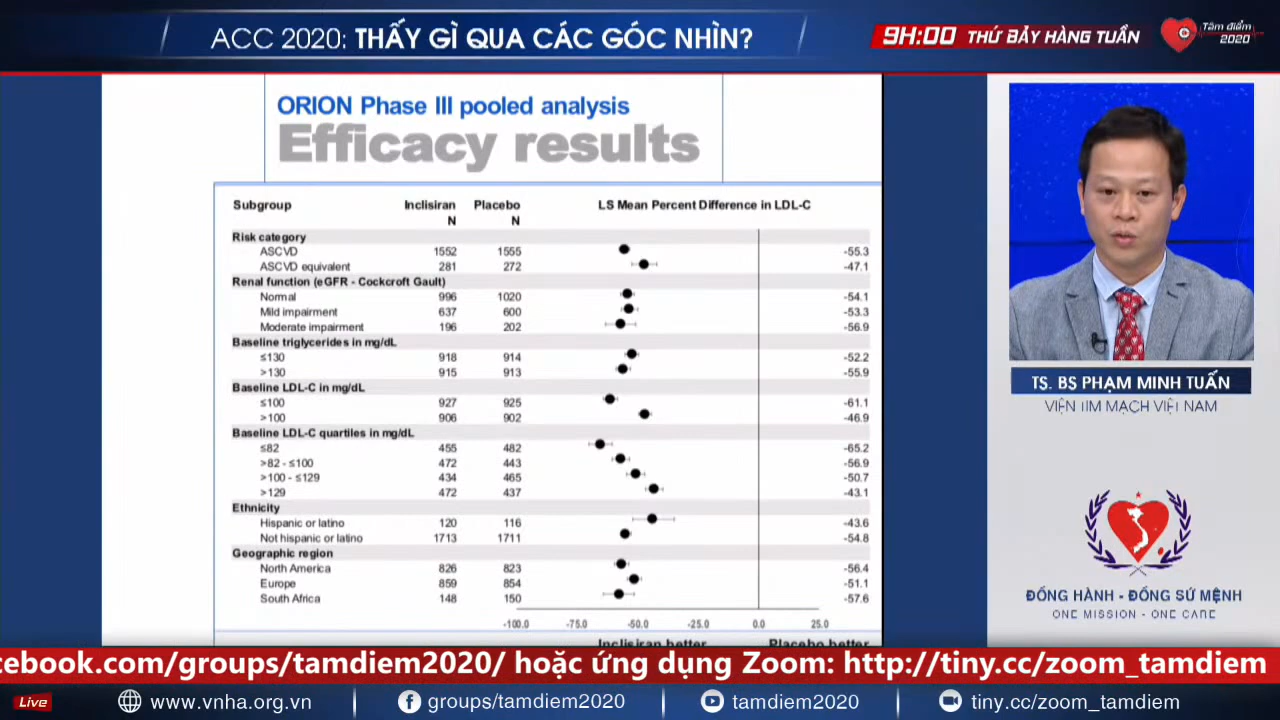 ACC 2020: THẤY GÌ QUA CÁC GÓC NHÌN?
9H:00 THỨ BẢY HÀNG TUẦN
Tâm điểm
2020
ORION Phase III pooled analysis
Efficacy results
Subgroup Inclisiran Placebo LS Mean Percent Difference in LDL-C
N N
Risk category
ASCVD 1552 1555 -55.3
ASCVD equivalent 281 272 -47.1
Renal function (eGFR - Cockcroft Gault)
Normal 996 1020 -54.1
Mild impairment 637 600 -53.3
Moderate impairment 196 202 -56.9
Baseline triglycerides in mg/dL
≤130 918 914 -52.2
>130 915 913 -55.9
Baseline LDL-C in mg/dL
≤100 927 925 -61.1
>100 906 902 -46.9
Baseline LDL-C quartiles in mg/dL
≤82 455 482 -65.2
>82 - ≤100 472 443 -56.9
>100 - ≤129 434 465 -50.7
>129 472 437 -43.1
Ethnicity
Hispanic or latino 120 116 -43.6
Not hispanic or latino 1713 1711 -54.8
Geographic region
North America 826 823 -56.4
Europe 859 854 -51.1
South Africa 148 150 -57.6
-100.0 -75.0 -50.0 -25.0 0.0 25.0
Inclisiran better Placebo better
TS. BS PHẠM MINH TUẤN
VIỆN TIM MẠCH VIỆT NAM
ĐỒNG HÀNH - ĐỒNG SỨ MỆNH
ONE MISSION - ONE CARE
cebook.com/groups/tamdiem2020/ hoặc ứng dụng Zoom: http://tiny.cc/zoom_tamdiem
Live www.vnha.org.vn groups/tamdiem2020 tamdiem2020 tiny.cc/zoom_tamdiem